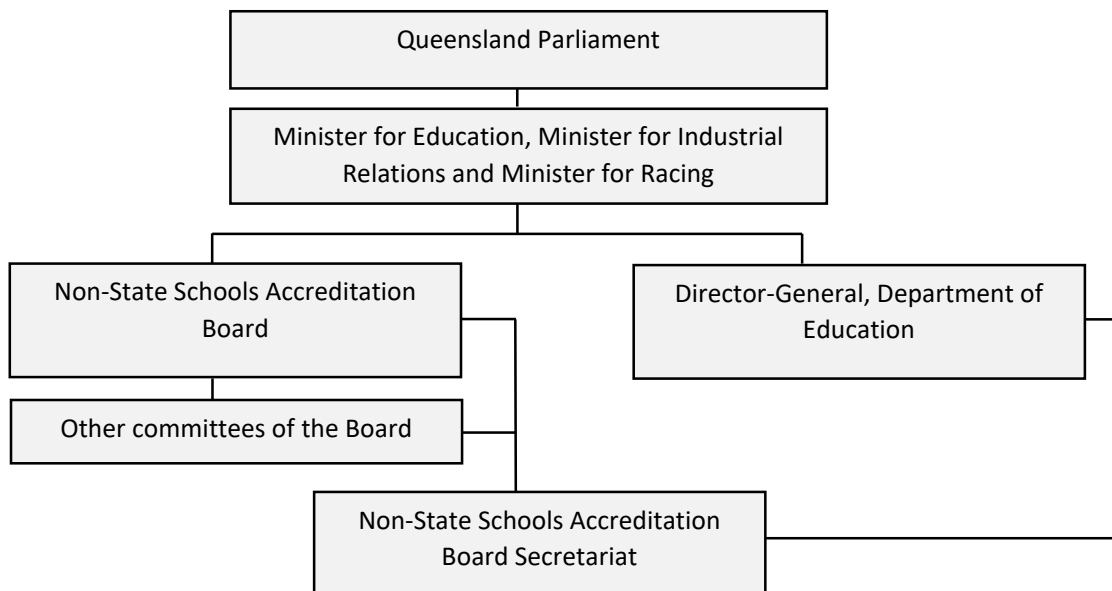 Queensland Parliament
Minister for Education, Minister for Industrial
Relations and Minister for Racing
Non-State Schools Accreditation
Board
Director-General, Department of
Education
Other committees of the Board
Non-State Schools Accreditation
Board Secretariat